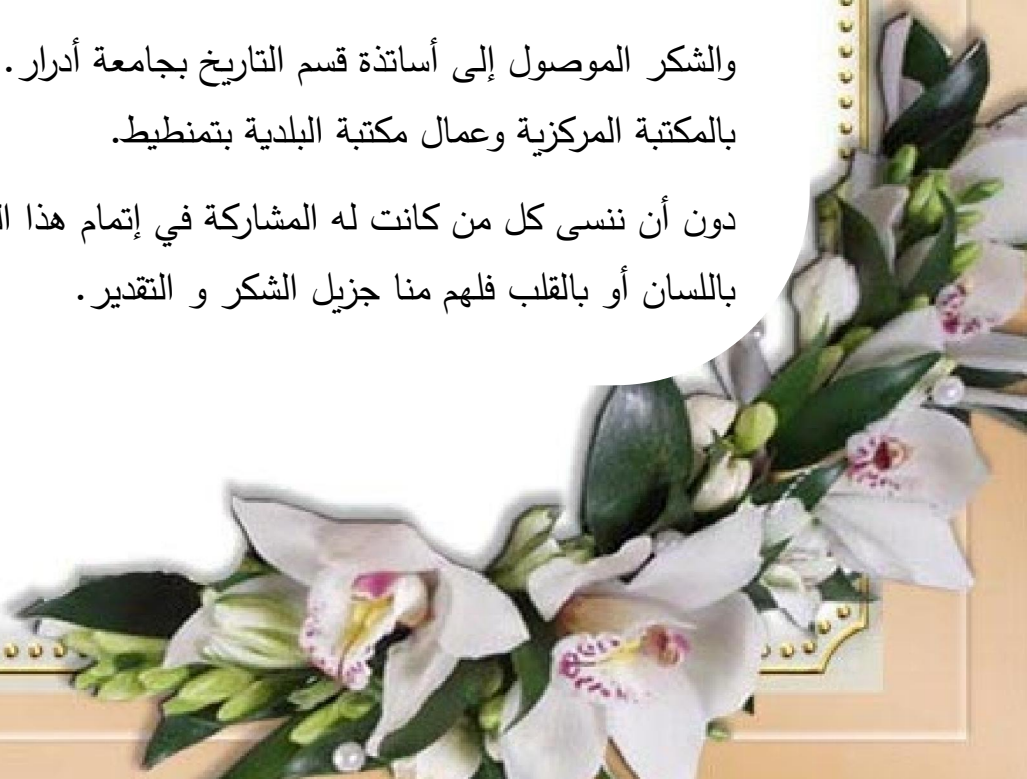 والشكر الموصول إلى أساتذة قسم التاريخ بجامعة أدرار.
بالمكتبة المركزية وعمال مكتبة البلدية بتمنطيط.
دون أن ننسى كل من كانت له المشاركة في إتمام هذا
باللسان أو بالقلب فلهم منا جزيل الشكر و التقدير.